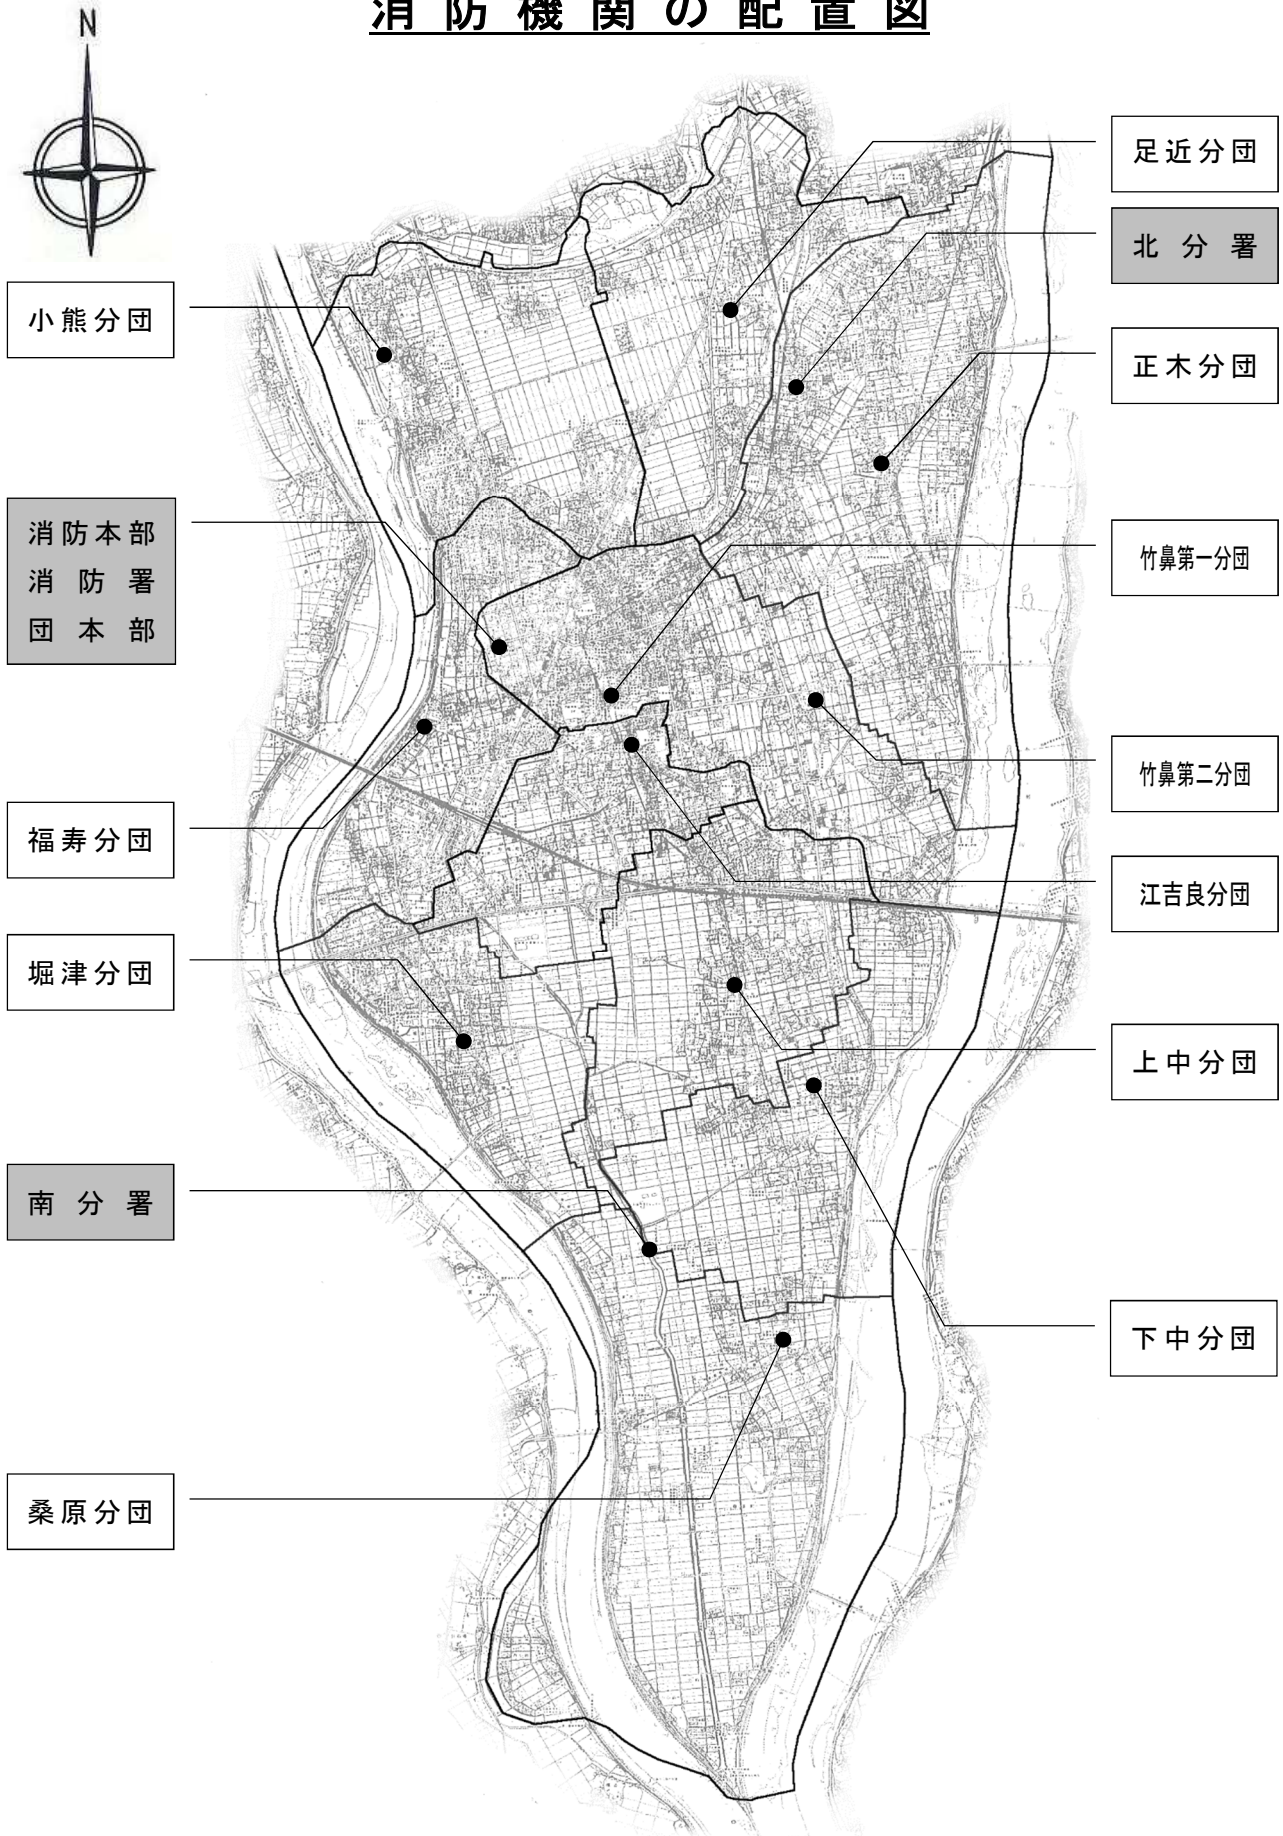 消防機関の配置図
N
足近分団
北分署
小熊分団
正木分団
消防本部
消防署
団本部
竹鼻第一分団
竹鼻第二分団
福寿分団
江吉良分団
堀津分団
上中分団
南分署
下中分団
桑原分団